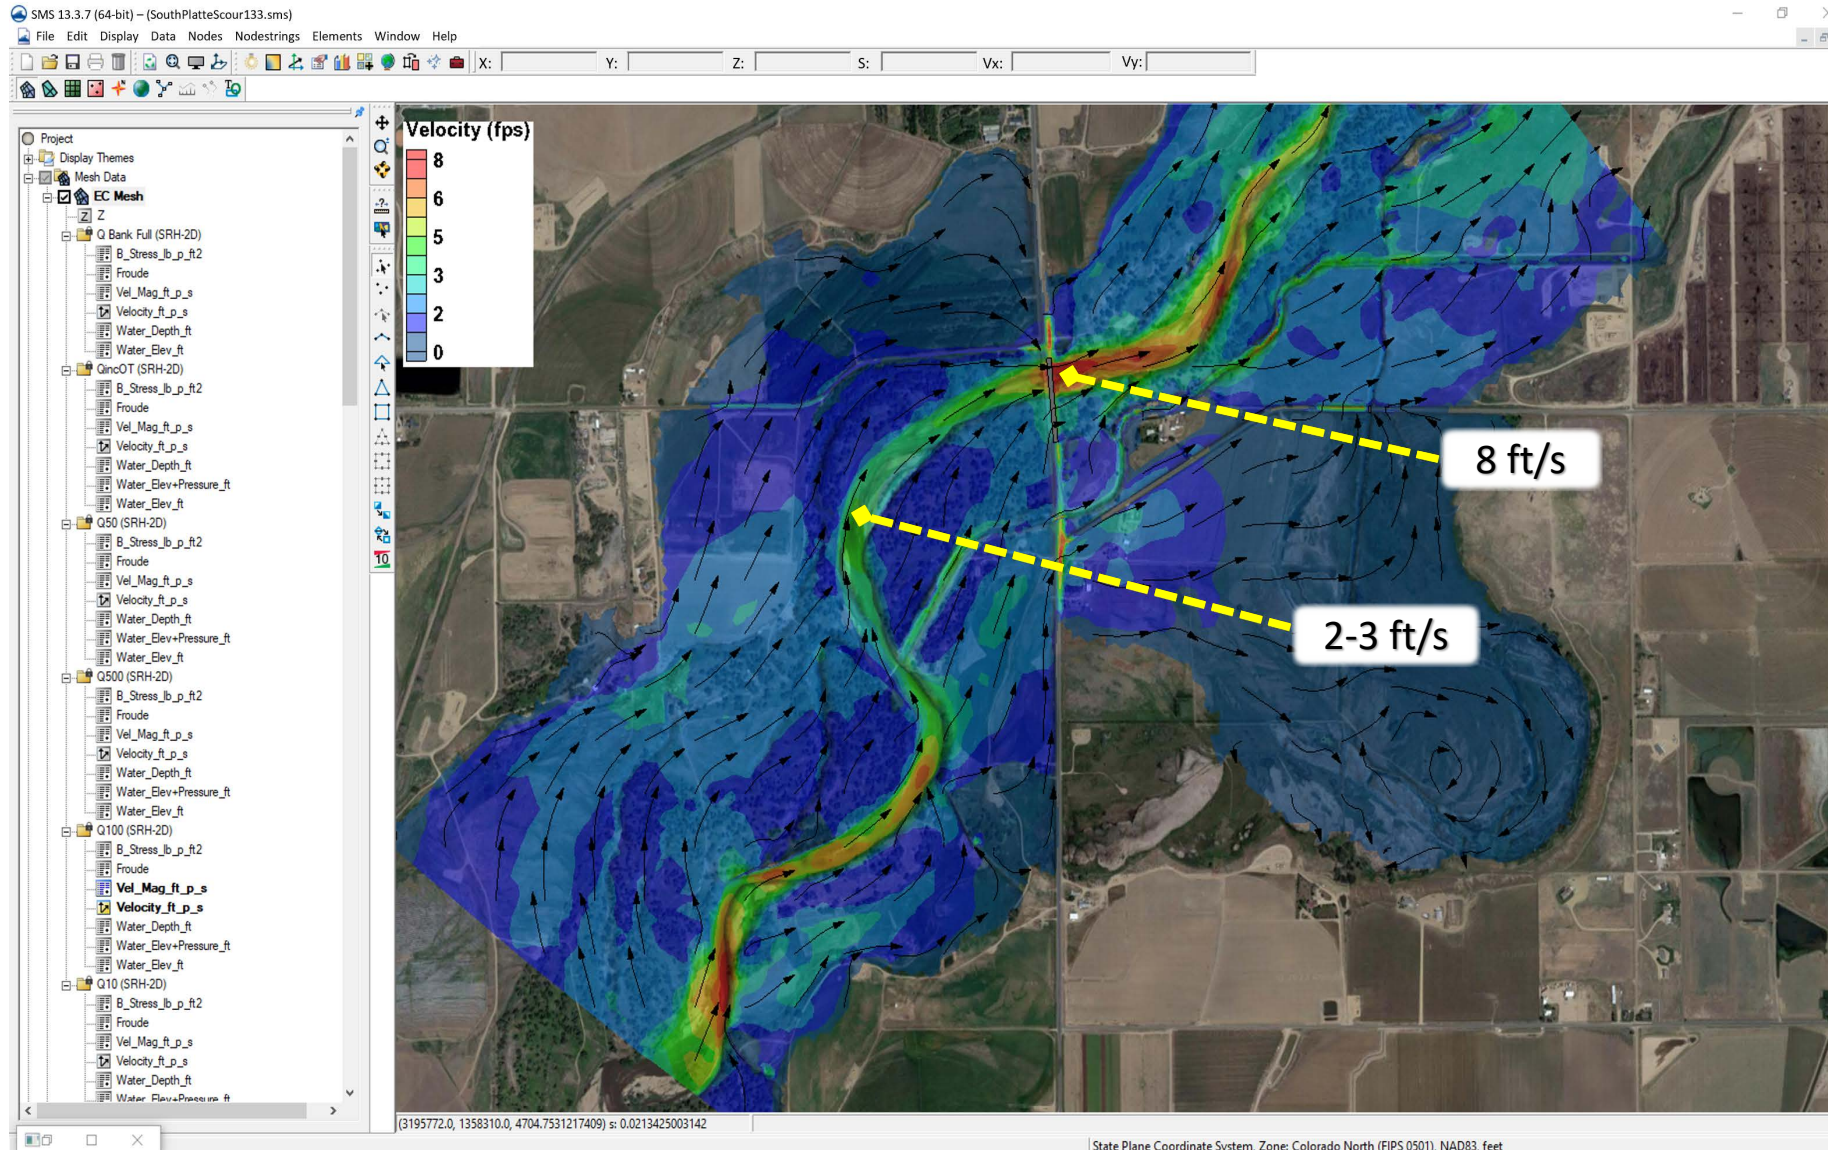 SMS 13.3.7 (64-bit) – (SouthPlatteScour133.sms)
File Edit Display Data Nodes Nodestrings Elements Window Help
X: Y: Z: S: Vx: Vy:
Project
Display Themes
Mesh Data
EC Mesh
Z Z
Q Bank Full (SRH-2D)
B_Stress_lb_p_ft2
Froude
Vel_Mag_ft_p_s
Velocity_ft_p_s
Water_Depth_ft
Water_Elev_ft
QincOT (SRH-2D)
B_Stress_lb_p_ft2
Froude
Vel_Mag_ft_p_s
Velocity_ft_p_s
Water_Depth_ft
Water_Elev+Pressure_ft
Water_Elev_ft
Q50 (SRH-2D)
B_Stress_lb_p_ft2
Froude
Vel_Mag_ft_p_s
Velocity_ft_p_s
Water_Depth_ft
Water_Elev+Pressure_ft
Water_Elev_ft
Q500 (SRH-2D)
B_Stress_lb_p_ft2
Froude
Vel_Mag_ft_p_s
Velocity_ft_p_s
Water_Depth_ft
Water_Elev+Pressure_ft
Water_Elev_ft
Q100 (SRH-2D)
B_Stress_lb_p_ft2
Froude
Vel_Mag_ft_p_s
Velocity_ft_p_s
Water_Depth_ft
Water_Elev+Pressure_ft
Water_Elev_ft
Q10 (SRH-2D)
B_Stress_lb_p_ft2
Froude
Vel_Mag_ft_p_s
Velocity_ft_p_s
Water_Depth_ft
Water_Elev+Pressure_ft
10
Velocity (fps)
8
6
5
3
2
0
8 ft/s
2-3 ft/s
(3195772.0, 1358310.0, 4704.7531217409) s: 0.0213425003142
State Plane Coordinate System, Zone: Colorado North (FIPS 0501), NAD83, feet